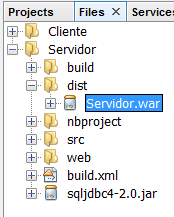 Projects Files × Services
Cliente
Servidor
build
dist
Servidor.war
nbproject
src
web
build.xml
sqljdbc4-2.0.jar